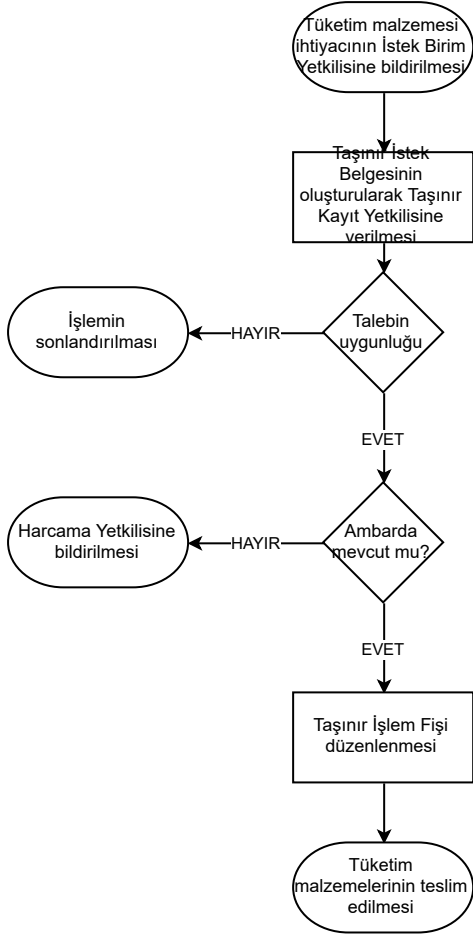 Tüketim malzemesi
ihtiyacının İstek Birim
Yetkilisine bildirilmesi
Taşınır İstek
Belgesinin
oluşturularak Taşınır
Kayıt Yetkilisine
verilmesi
Talebin
uygunluğu
HAYIR
İşlemin
sonlandırılması
EVET
Ambarda
mevcut mu?
HAYIR
Harcama Yetkilisine
bildirilmesi
EVET
Taşınır İşlem Fişi
düzenlenmesi
Tüketim
malzemelerinin teslim
edilmesi